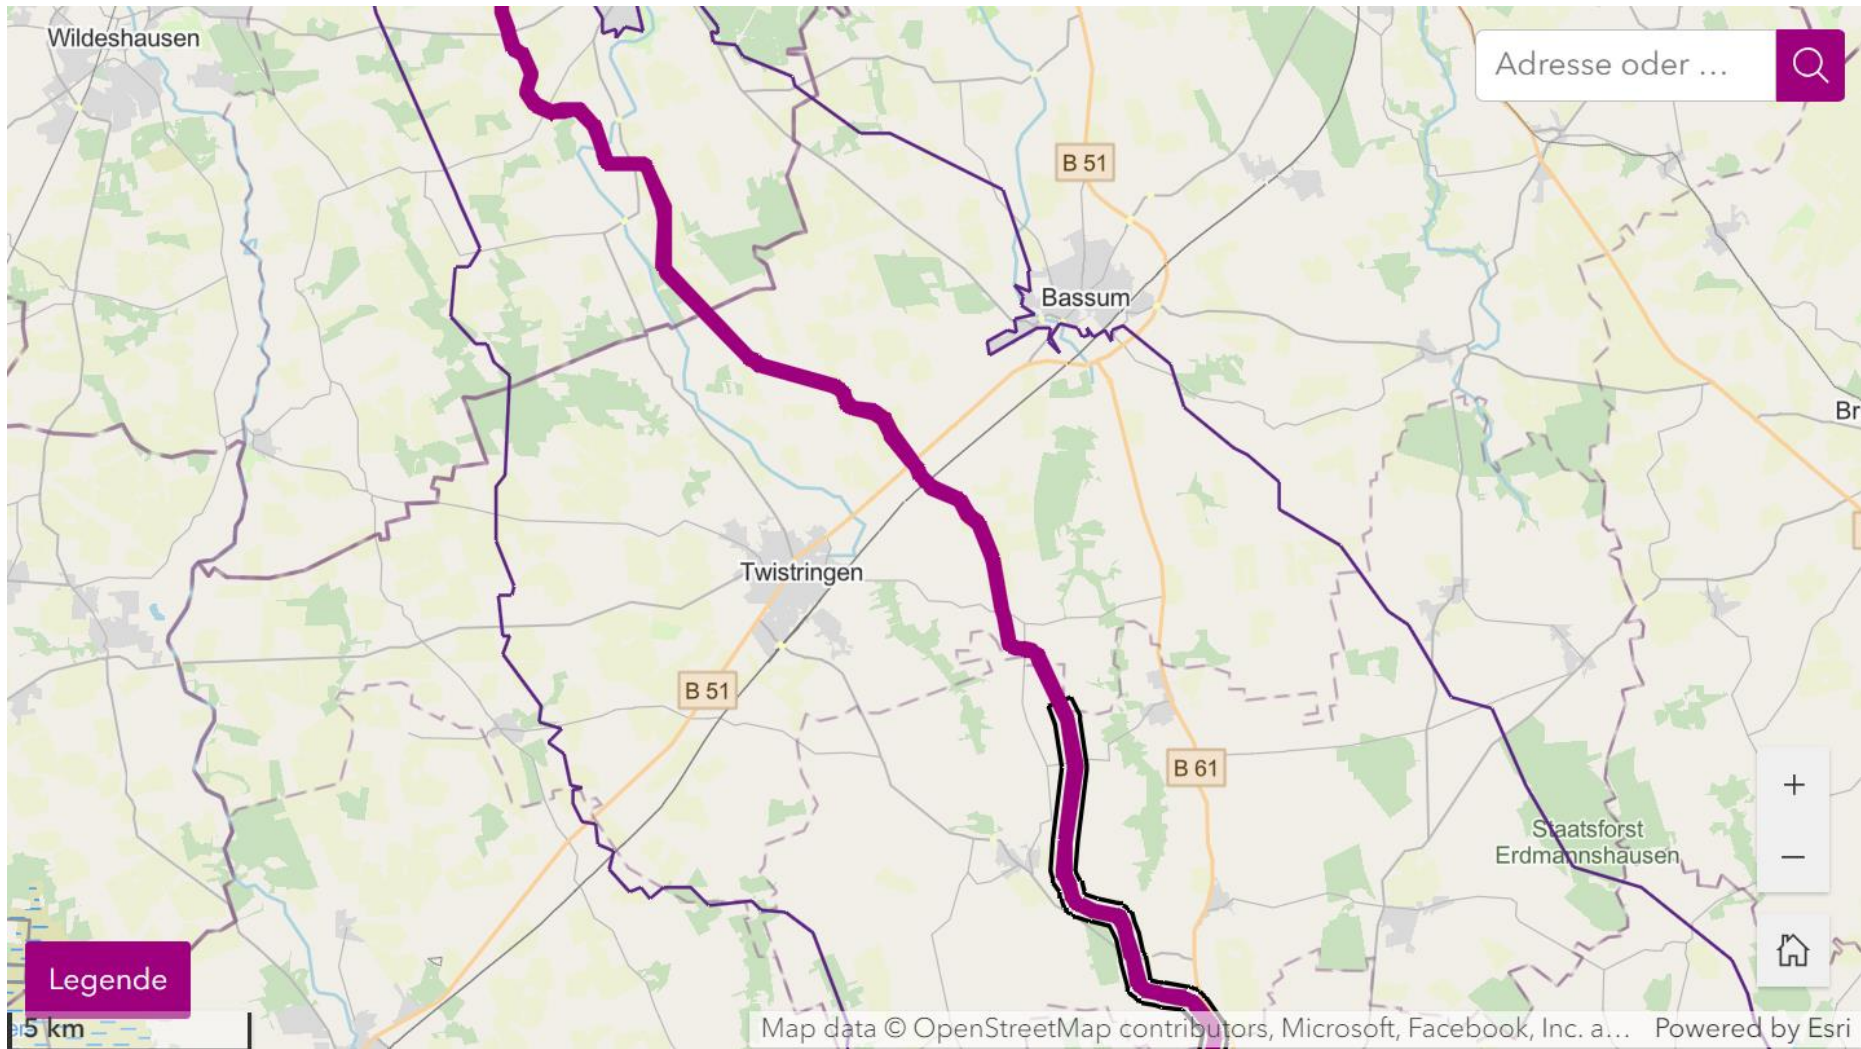 Wildeshausen
Adresse oder ...
B 51
Bassum
Br
Twistringen
B 51
B 61
Staatsforst
Erdmannshausen
+
−
Legende
5 km
Map data © OpenStreetMap contributors, Microsoft, Facebook, Inc. a... Powered by Esri